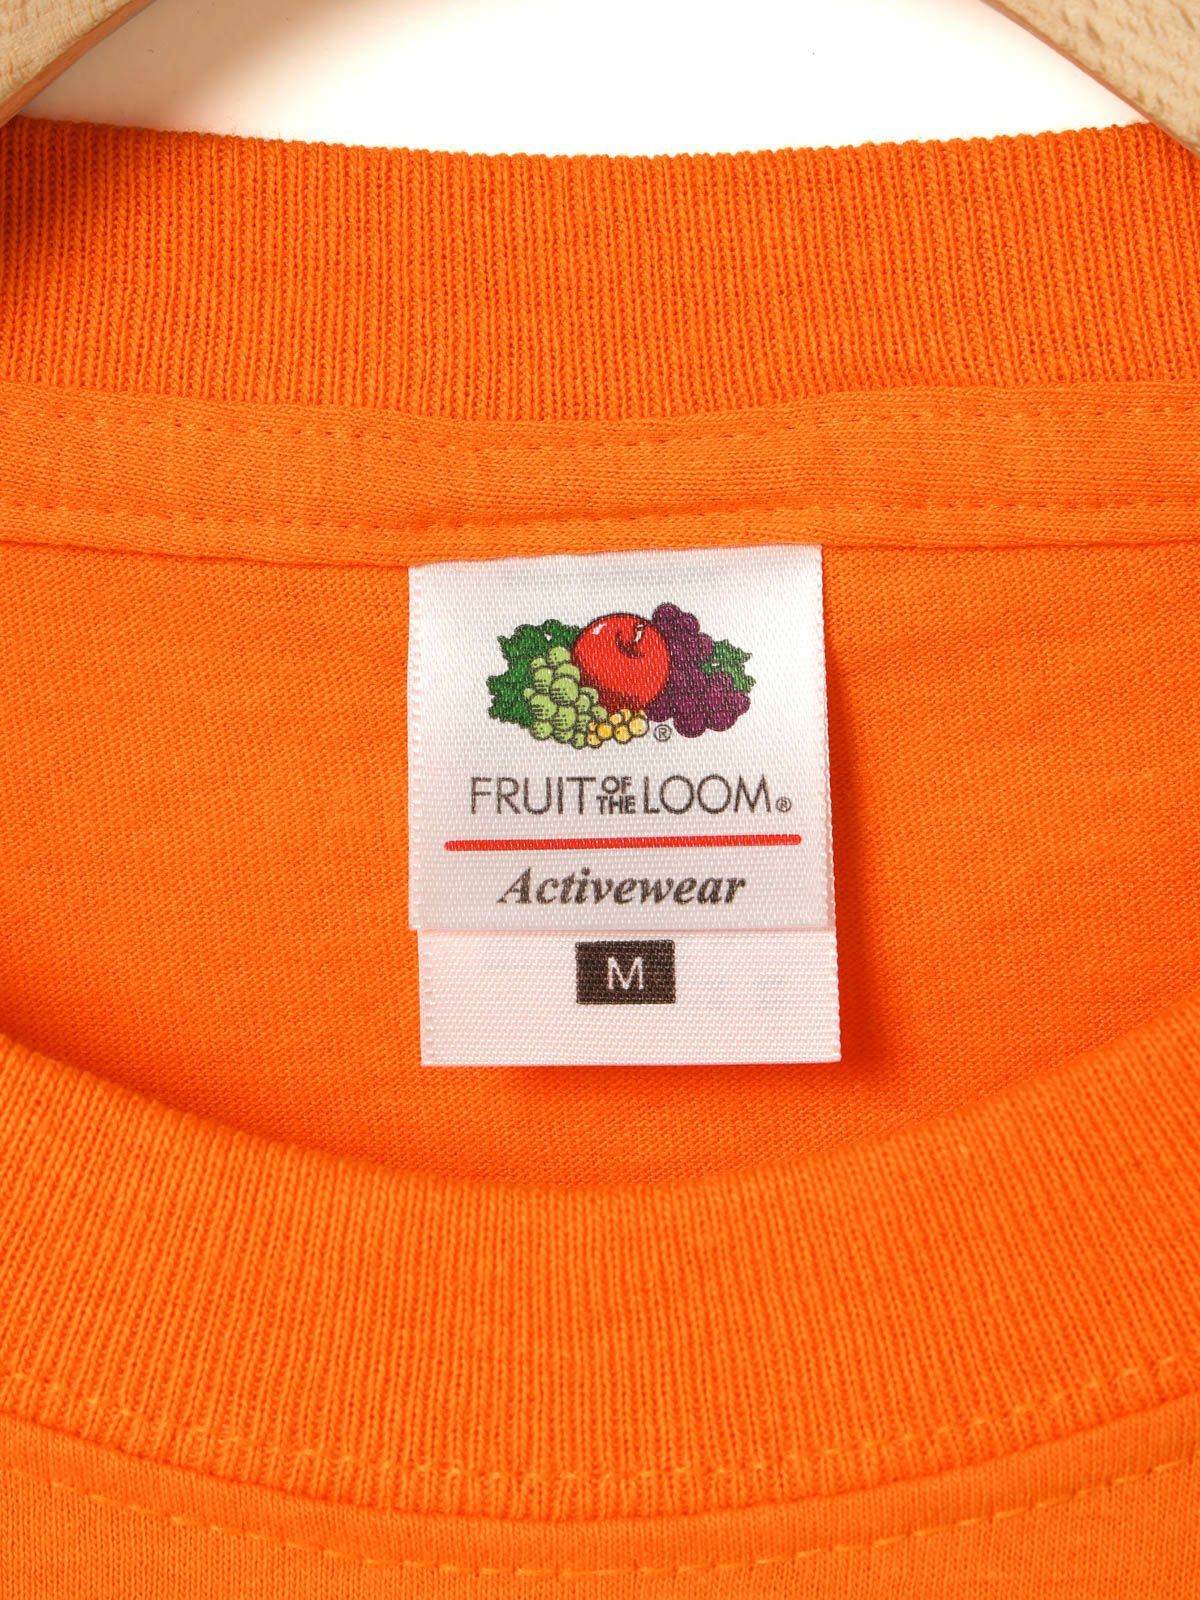 ®
FRUIT OF THE LOOM®
Activewear
M